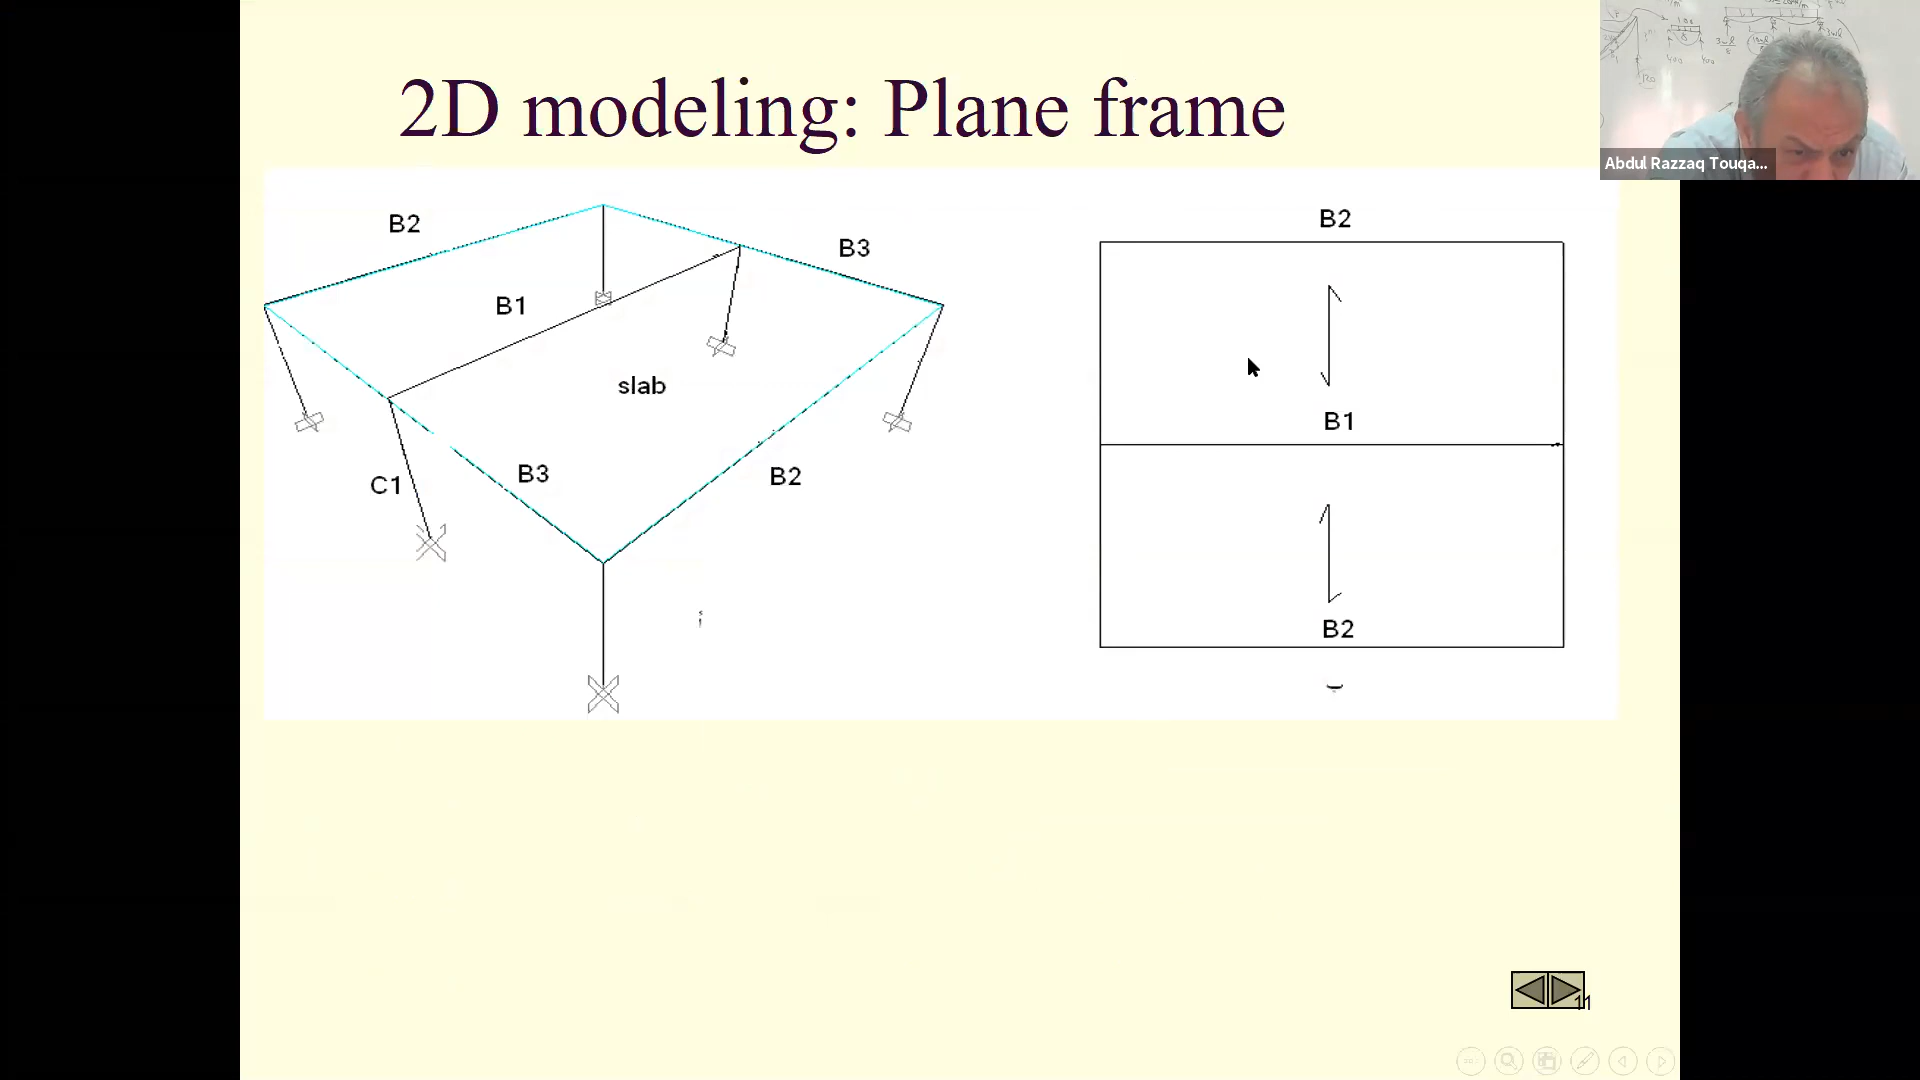 2D modeling: Plane frame
Abdul Razzaq Touqa...
B2
B3
B1
slab
C1
B3
B2
أ
B2
B1
B2
ب
11